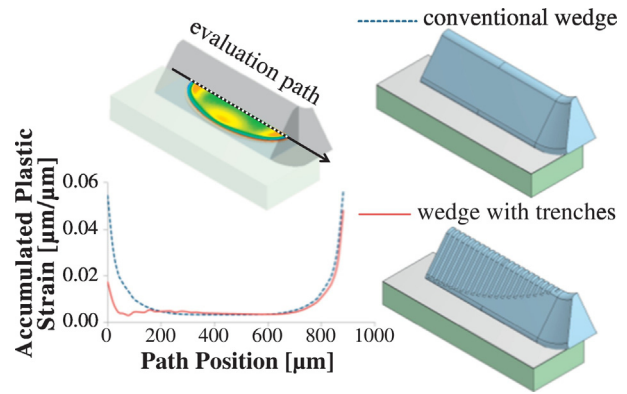 conventional wedge
evaluation path
wedge with trenches
Accumulated Plastic
Strain [µm/µm]
0.06
0.04
0.02
0.00
0 200 400 600 800 1000
Path Position [µm]